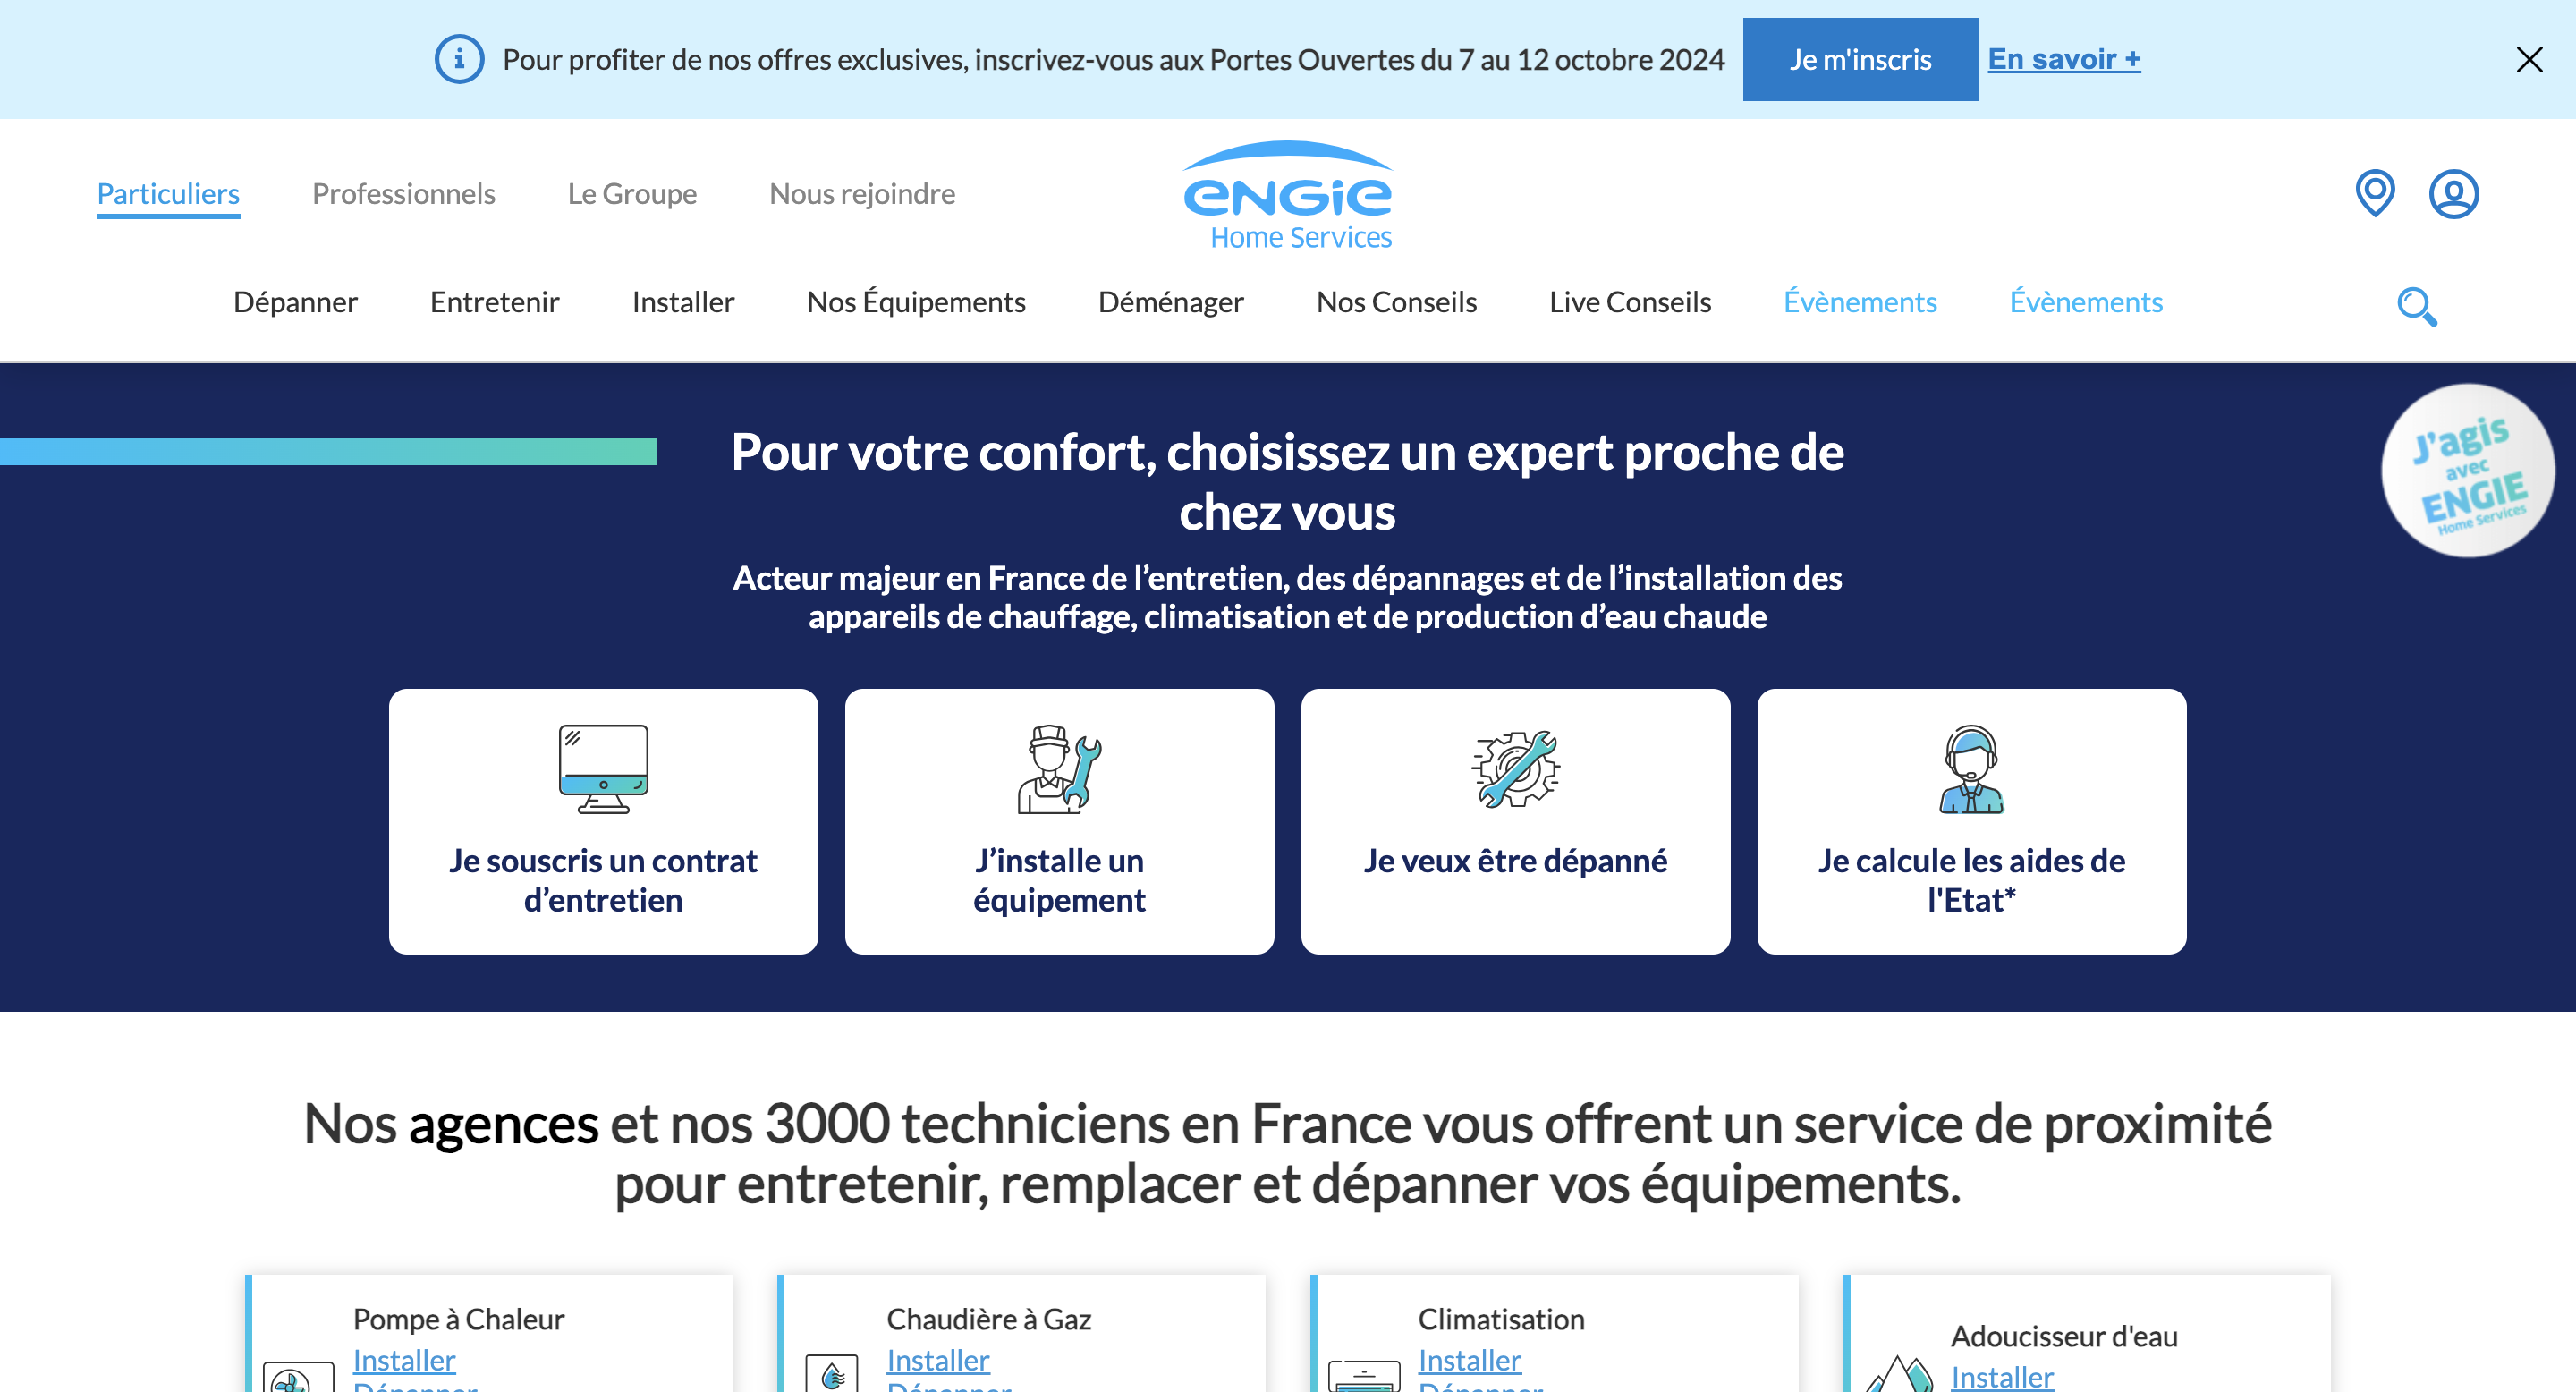 Pour profiter de nos offres exclusives, inscrivez-vous aux Portes Ouvertes du 7 au 12 octobre 2024
Je m'inscris
En savoir +
Particuliers
Professionnels
Le Groupe
Nous rejoindre
ENGIE
Home Services
Dépanner
Entretenir
Installer
Nos Équipements
Déménager
Nos Conseils
Live Conseils
Évènements
Évènements
Pour votre confort, choisissez un expert proche de
chez vous
Acteur majeur en France de l’entretien, des dépannages et de l’installation des
appareils de chauffage, climatisation et de production d’eau chaude
J'agis
avec
ENGIE
Home Services
Je souscris un contrat
d’entretien
J’installe un
équipement
Je veux être dépanné
Je calcule les aides de
l'Etat*
Nos agences et nos 3000 techniciens en France vous offrent un service de proximité
pour entretenir, remplacer et dépanner vos équipements.
Pompe à Chaleur
Installer
Dépanner
Chaudière à Gaz
Installer
Dépanner
Climatisation
Installer
Dépanner
Adoucisseur d'eau
Installer